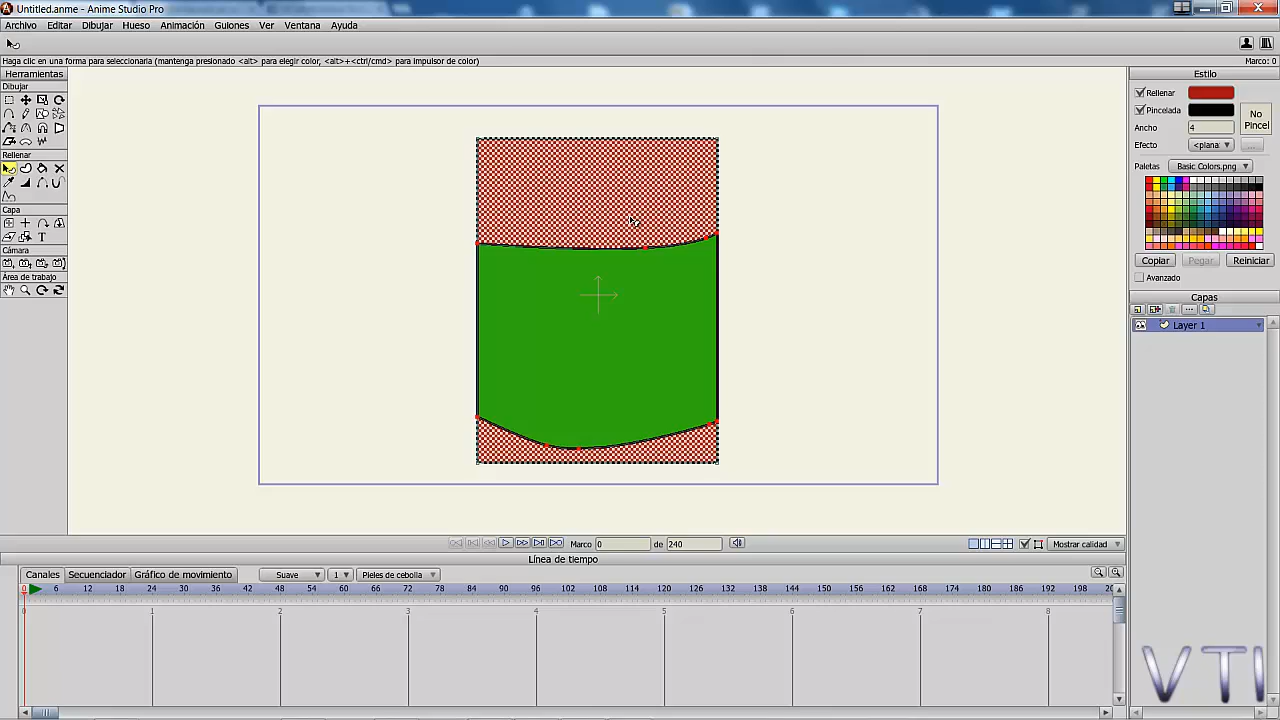 Untitled.anme - Anime Studio Pro
Archivo Editar Dibujar Hueso Animación Guiones Ver Ventana Ayuda
Haga clic en una forma para seleccionarla (mantenga presionado <alt> para elegir color, <alt>+<ctrl/cmd> para impulsor de color)
Marco: 0
Herramientas
Dibujar
Rellenar
Capa
Cámara
Área de trabajo
Estilo
Rellenar
Pincelada
No
Pincel
Ancho 4
Efecto <plana
Paletas Basic Colors.png
Copiar Pegar Reiniciar
Avanzado
Capas
Layer 1
Marco 0 de 240 Mostrar calidad
Línea de tiempo
Canales Secuenciador Gráfico de movimiento Suave 1 Pieles de cebolla
0 6 12 18 24 30 36 42 48 54 60 66 72 78 84 90 96 102 108 114 120 126 132 138 144 150 156 162 168 174 180 186 192 198 20
0 1 2 3 4 5 6 7 8
VTI